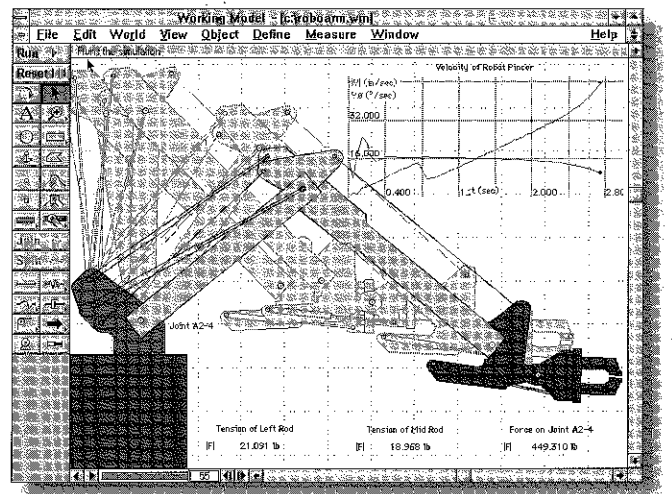 Working Model - [c:\roboarm.wm]
File Edit World View Object Define Measure Window Help
Run
Runs the simulation
Reset
Velocity of Robot Pincer
|V| (in/sec)
(°/sec)
32.000
16.000
0.400 t (sec) 2.000
Join
Joint A2-4
Tension of Left Rod Tension of Mid Rod Force on Joint A2-4
|F| 21.091 lb |F| 18.968 lb |F| 449.310 lb
55